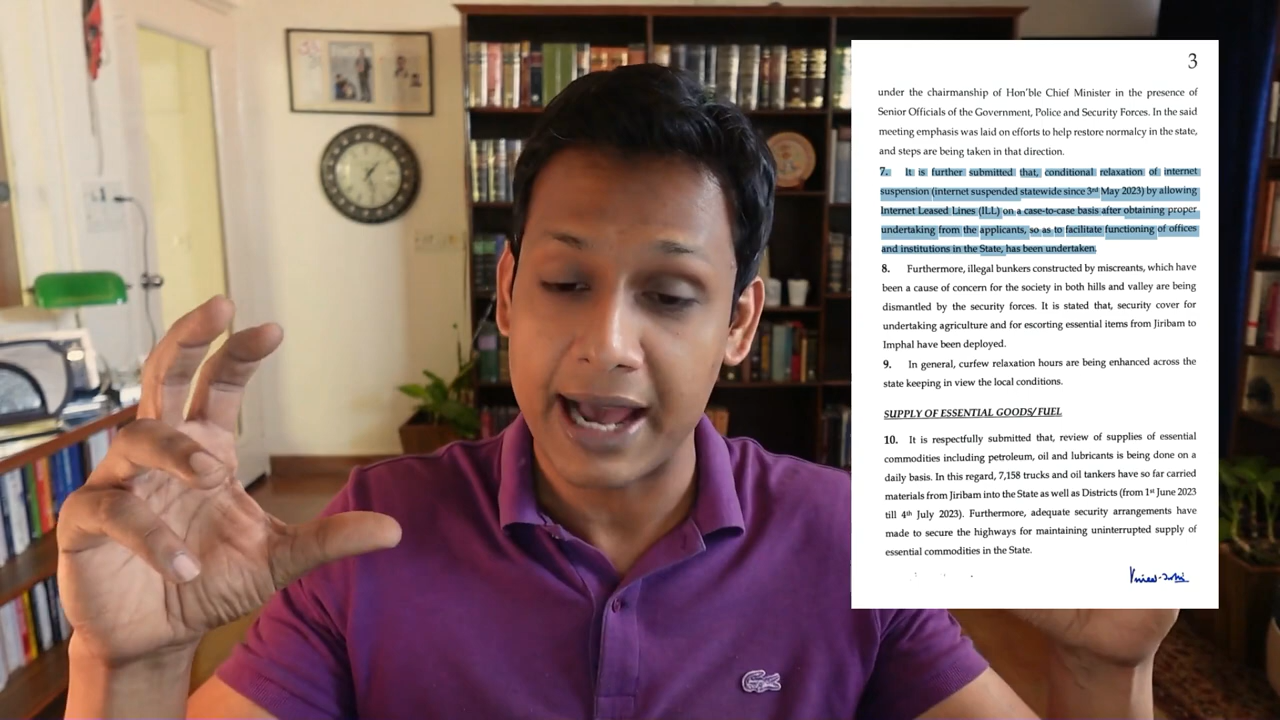 3
under the chairmanship of Hon'ble Chief Minister in the presence of
Senior Officials of the Government, Police and Security Forces. In the said
meeting emphasis was laid on efforts to help restore normalcy in the state,
and steps are being taken in that direction.
7. It is further submitted that, conditional relaxation of internet
suspension (internet suspended statewide since 3rd May 2023) by allowing
Internet Leased Lines (ILL) on a case-to-case basis after obtaining proper
undertaking from the applicants, so as to facilitate functioning of offices
and institutions in the State, has been undertaken.
8. Furthermore, illegal bunkers constructed by miscreants, which have
been a cause of concern for the society in both hills and valley are being
dismantled by the security forces. It is stated that, security cover for
undertaking agriculture and for escorting essential items from Jiribam to
Imphal have been deployed.
9. In general, curfew relaxation hours are being enhanced across the
state keeping in view the local conditions.
SUPPLY OF ESSENTIAL GOODS/ FUEL
10. It is respectfully submitted that, review of supplies of essential
commodities including petroleum, oil and lubricants is being done on a
daily basis. In this regard, 7,158 trucks and oil tankers have so far carried
materials from Jiribam into the State as well as Districts (from 1st June 2023
till 4th July 2023). Furthermore, adequate security arrangements have
made to secure the highways for maintaining uninterrupted supply of
essential commodities in the State.